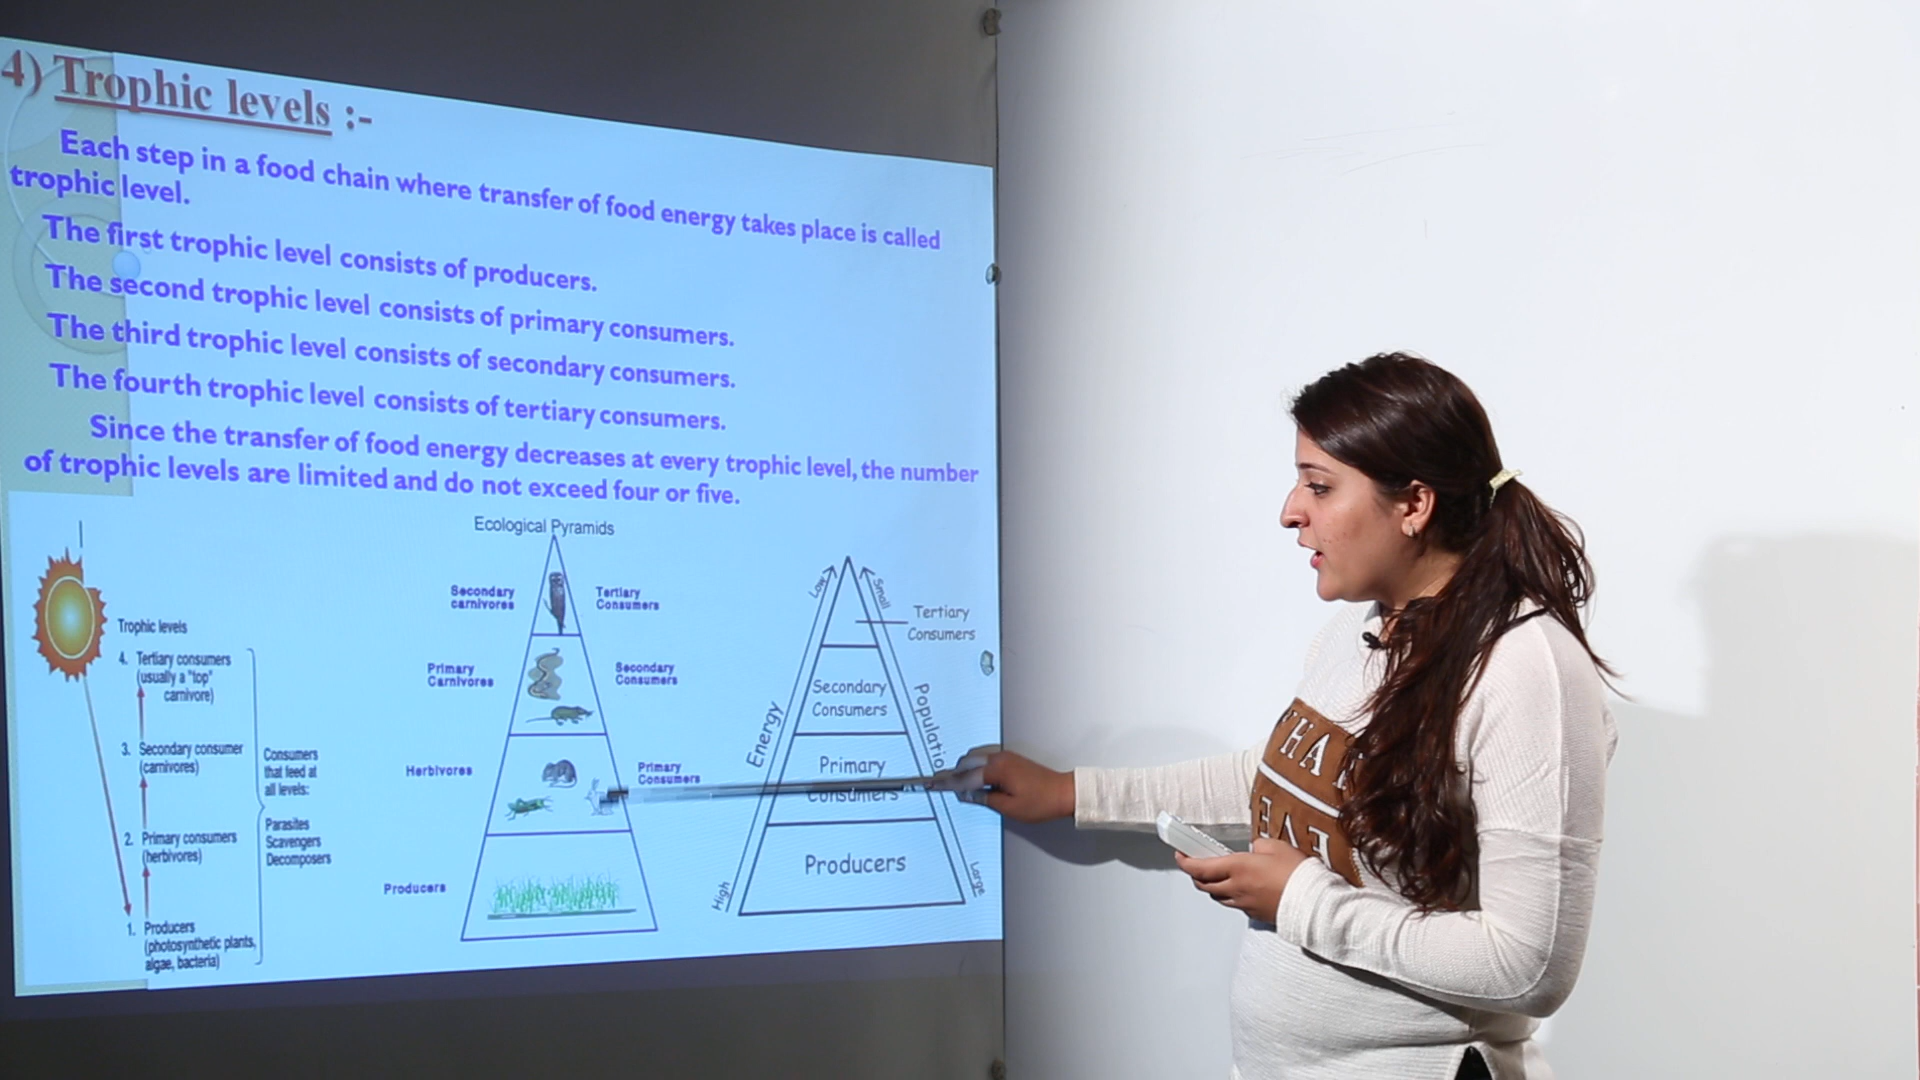 4) Trophic levels :-
Each step in a food chain where transfer of food energy takes place is called
trophic level.
The first trophic level consists of producers.
The second trophic level consists of primary consumers.
The third trophic level consists of secondary consumers.
The fourth trophic level consists of tertiary consumers.
Since the transfer of food energy decreases at every trophic level, the number
of trophic levels are limited and do not exceed four or five.
Trophic levels
4. Tertiary consumers
(usually a "top"
carnivore)
3. Secondary consumer
(carnivores)
2. Primary consumers
(herbivores)
1. Producers
(photosynthetic plants,
algae, bacteria)
Consumers
that feed at
all levels:
Parasites
Scavengers
Decomposers
Ecological Pyramids
Secondary
carnivores
Tertiary
Consumers
Primary
Carnivores
Secondary
Consumers
Herbivores
Primary
Consumers
Producers
Low
Energy
High
Small
Large
Tertiary
Consumers
Secondary
Consumers
Primary
Consumers
Producers